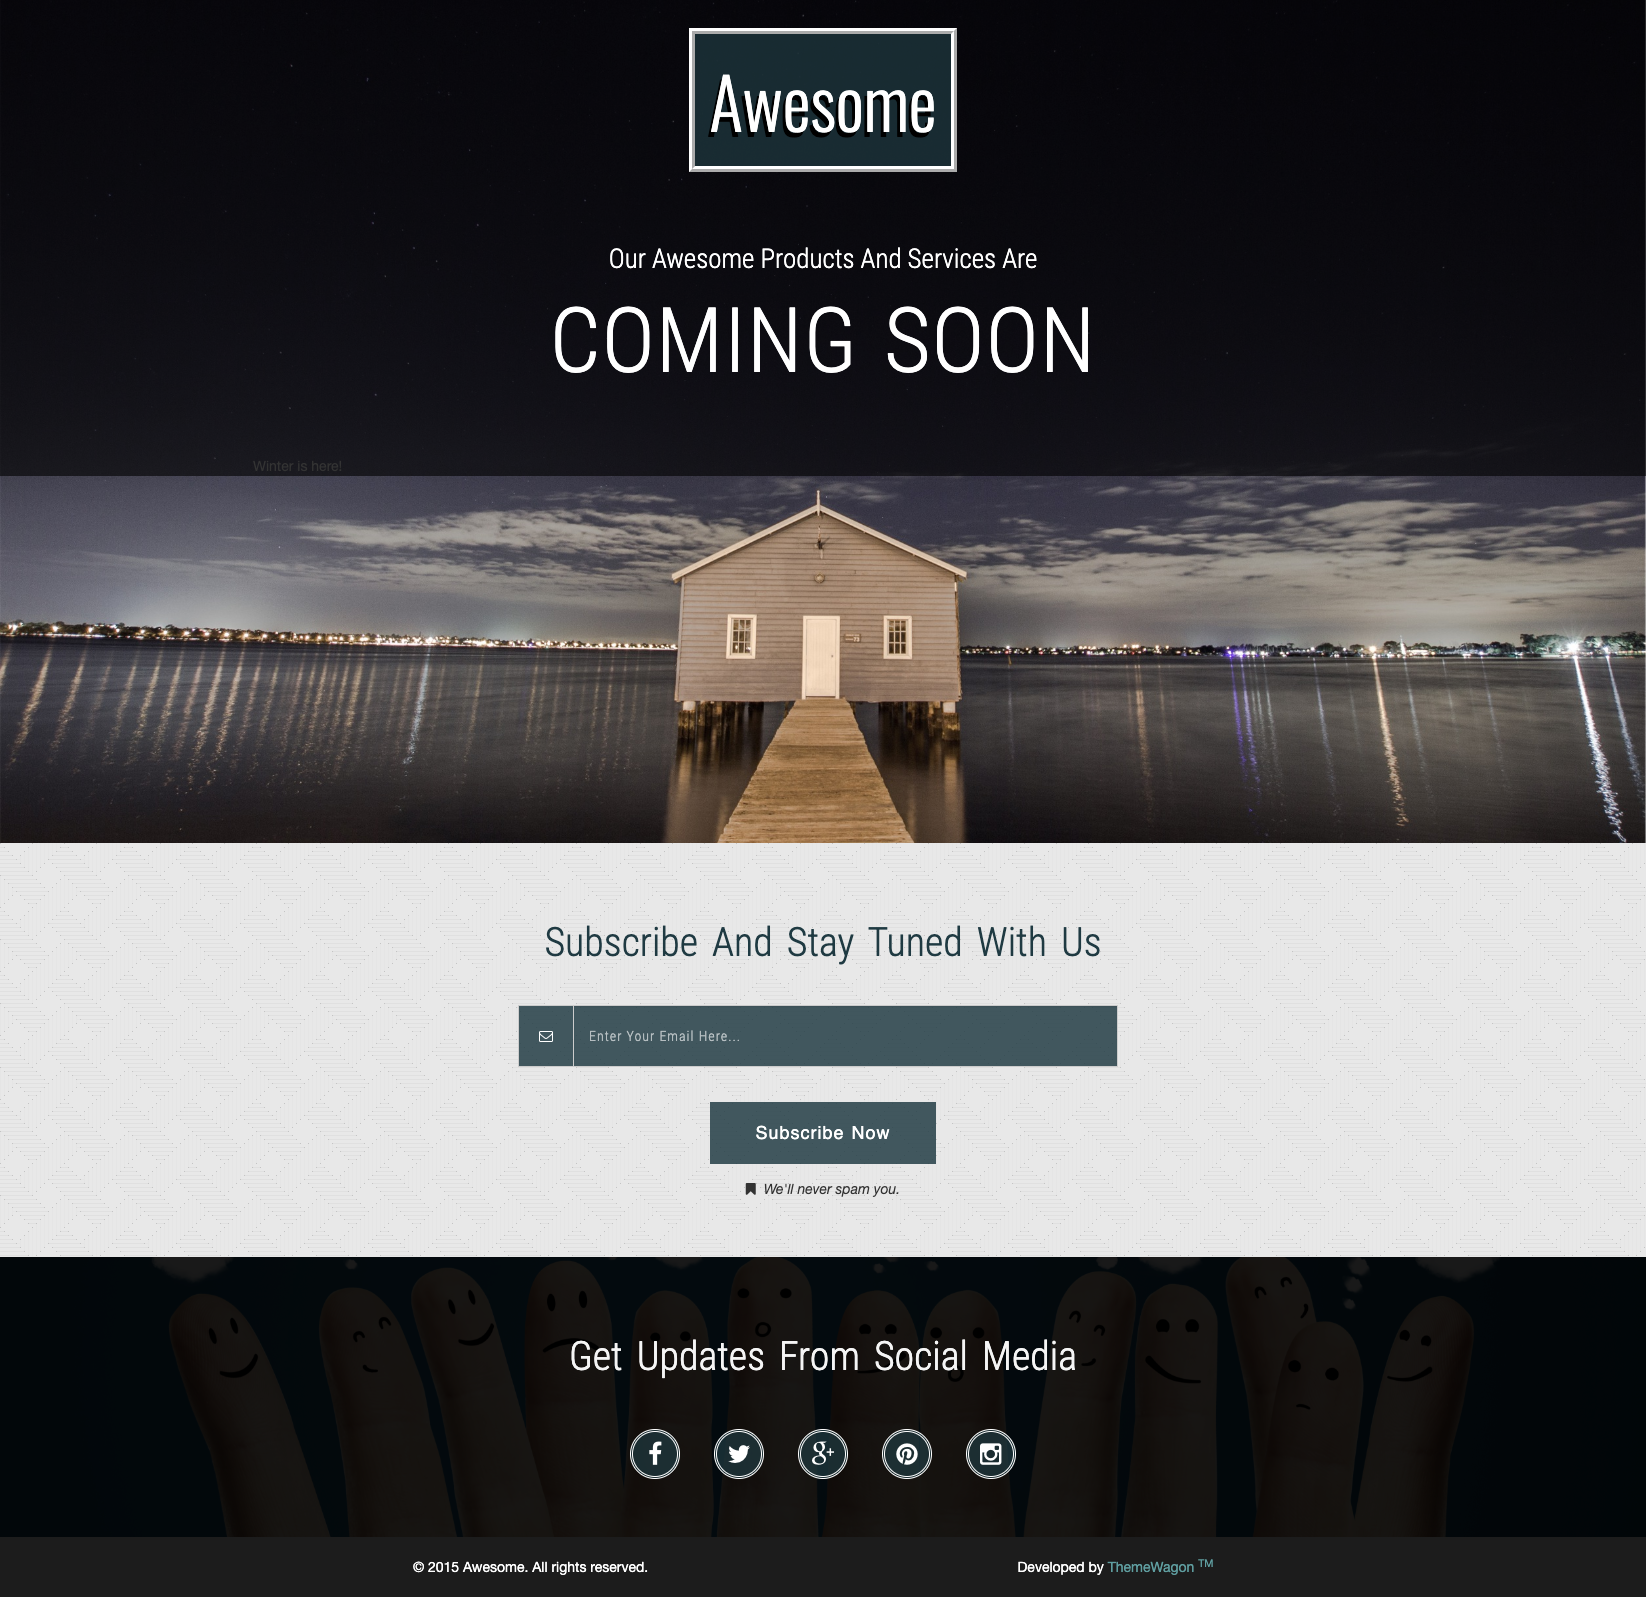 Awesome
Our Awesome Products And Services Are
COMING SOON
Winter is here!
Subscribe And Stay Tuned With Us
Enter Your Email Here...
Subscribe Now
We'll never spam you.
Get Updates From Social Media
© 2015 Awesome. All rights reserved.
Developed by ThemeWagon TM